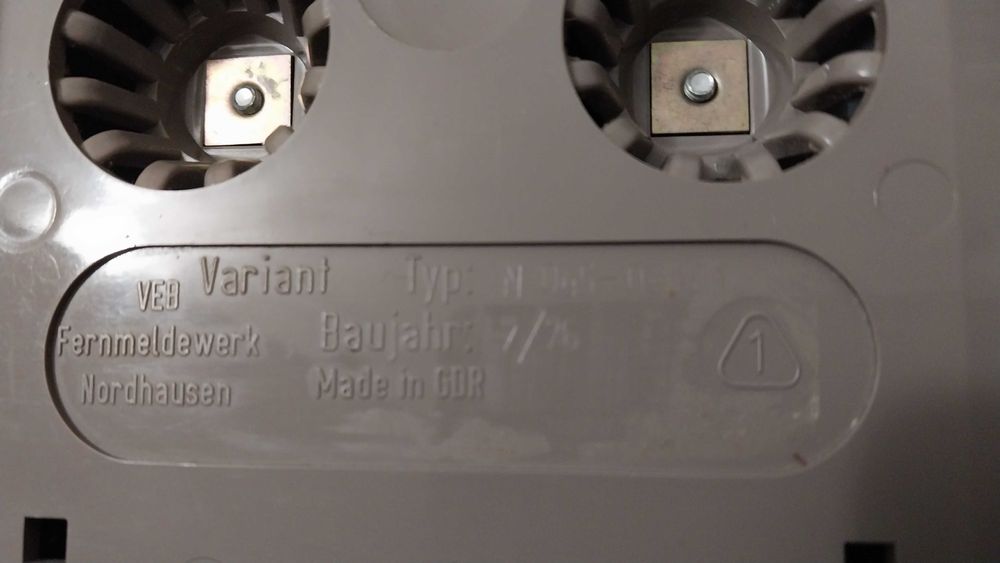 VEB
Fernmeldewerk
Nordhausen
Variant Typ:
Baujahr:
Made in GDR
1